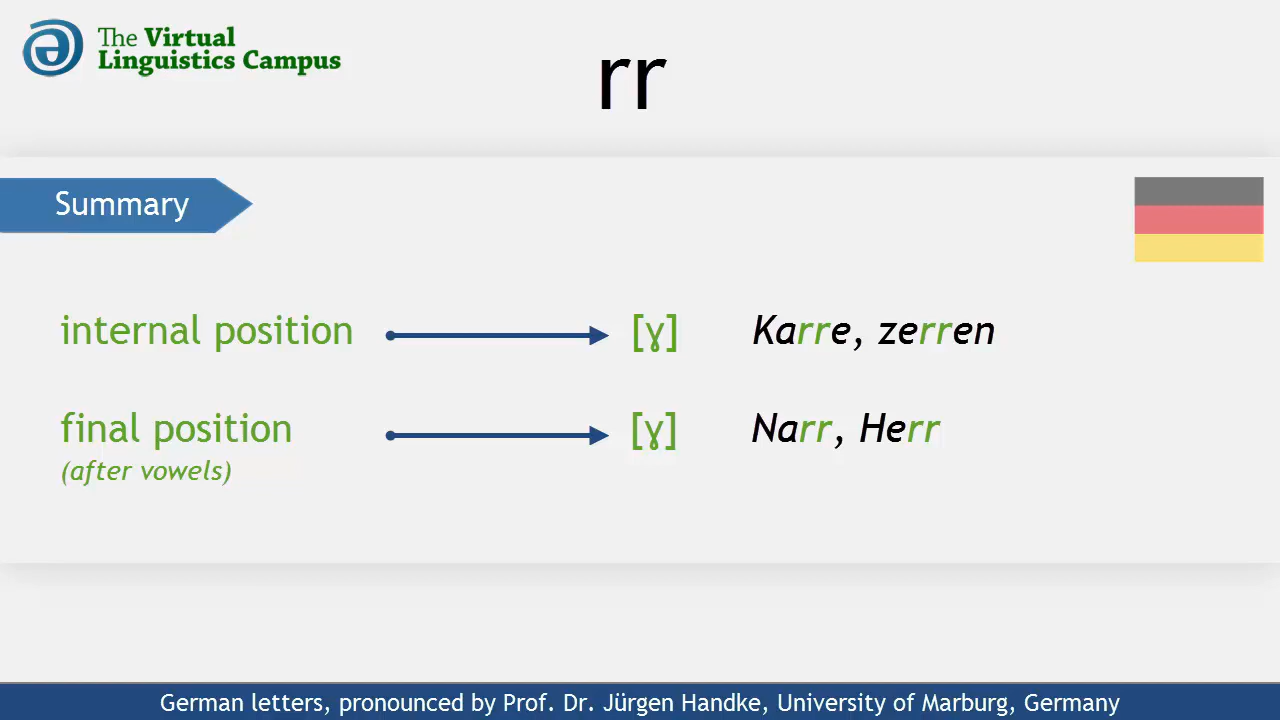 The Virtual
Linguistics Campus
rr
Summary
internal position [ɣ] Karre, zerren
final position [ɣ] Narr, Herr
(after vowels)
German letters, pronounced by Prof. Dr. Jürgen Handke, University of Marburg, Germany